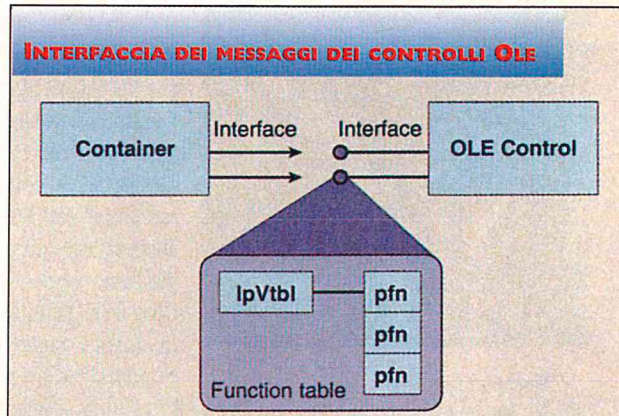 INTERFACCIA DEI MESSAGGI DEI CONTROLLI OLE
Container
Interface
Interface
OLE Control
lpVtbl
pfn
pfn
pfn
Function table